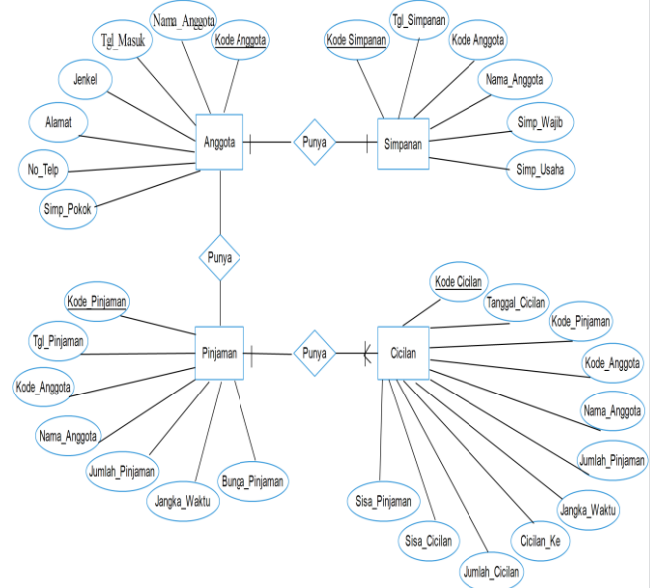 Nama_Anggota
Tgl_Masuk
Kode Anggota
Jenkel
Alamat
No_Telp
Simp_Pokok
Anggota
Punya
Tgl_Simpanan
Kode Simpanan
Kode Anggota
Nama_Anggota
Simp_Wajib
Simp_Usaha
Simpanan
Punya
Kode_Pinjaman
Tgl_Pinjaman
Kode_Anggota
Nama_Anggota
Jumlah_Pinjaman
Jangka_Waktu
Bunga_Pinjaman
Pinjaman
Punya
Kode Cicilan
Tanggal_Cicilan
Kode_Pinjaman
Kode_Anggota
Nama_Anggota
Jumlah_Pinjaman
Jangka_Waktu
Cicilan_Ke
Jumlah_Cicilan
Sisa_Cicilan
Sisa_Pinjaman
Cicilan